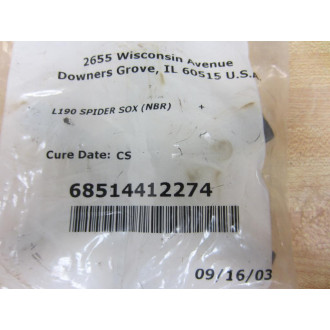 2655 Wisconsin Avenue
Downers Grove, IL 60515 U.S.A
L190 SPIDER SOX (NBR) +
Cure Date: CS
68514412274
09/16/03